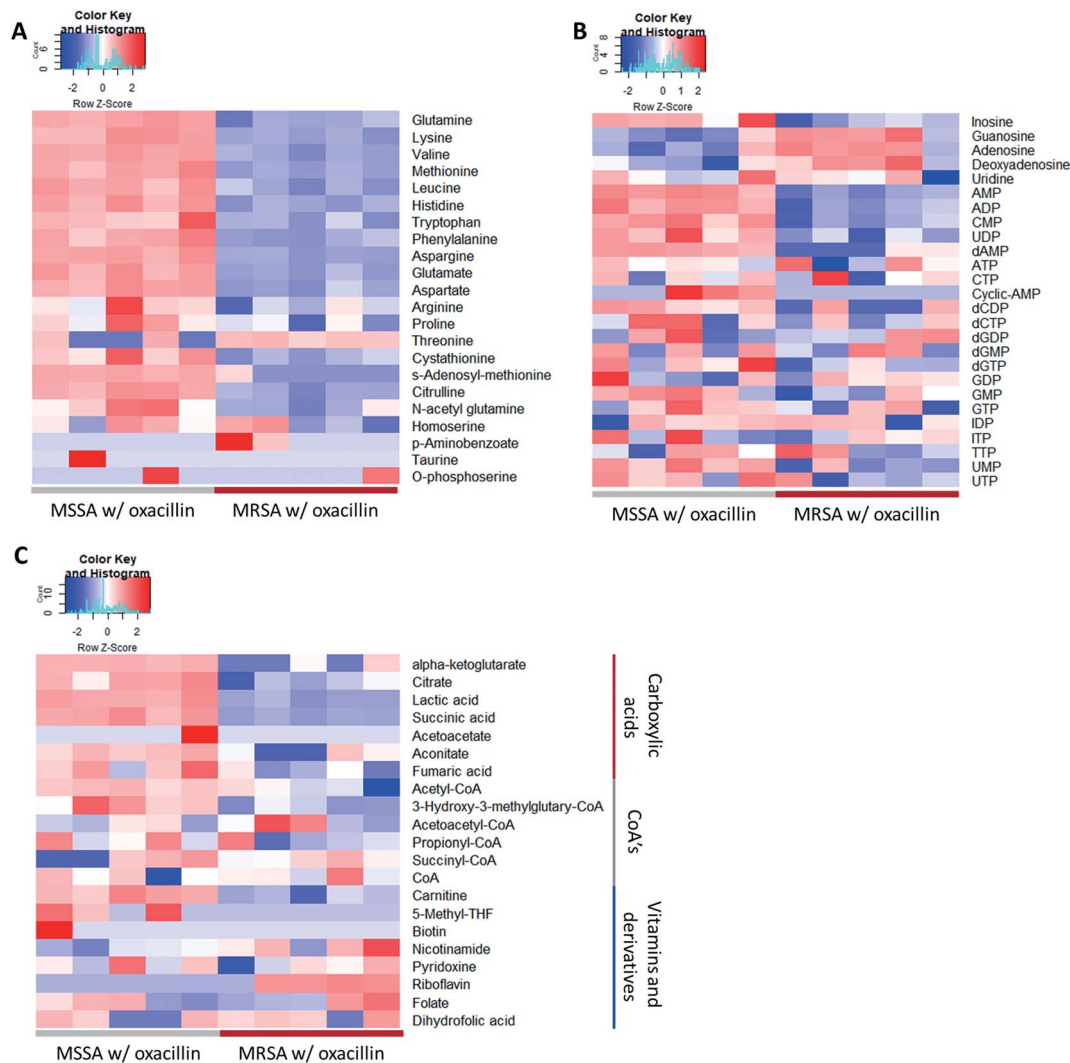 A
Color Key
and Histogram
Count
0
6
-2
0
2
Row Z-Score
Glutamine
Lysine
Valine
Methionine
Leucine
Histidine
Tryptophan
Phenylalanine
Aspargine
Glutamate
Aspartate
Arginine
Proline
Threonine
Cystathionine
s-Adenosyl-methionine
Citrulline
N-acetyl glutamine
Homoserine
p-Aminobenzoate
Taurine
O-phosphoserine
MSSA w/ oxacillin
MRSA w/ oxacillin
B
Color Key
and Histogram
Count
0
4
8
-2
-1
0
1
2
Row Z-Score
Inosine
Guanosine
Adenosine
Deoxyadenosine
Uridine
AMP
ADP
CMP
UDP
dAMP
ATP
CTP
Cyclic-AMP
dCDP
dCTP
dGDP
dGMP
dGTP
GDP
GMP
GTP
IDP
ITP
TTP
UMP
UTP
MSSA w/ oxacillin
MRSA w/ oxacillin
C
Color Key
and Histogram
Count
0
10
-2
0
2
Row Z-Score
alpha-ketoglutarate
Citrate
Lactic acid
Succinic acid
Acetoacetate
Aconitate
Fumaric acid
Acetyl-CoA
3-Hydroxy-3-methylglutary-CoA
Acetoacetyl-CoA
Propionyl-CoA
Succinyl-CoA
CoA
Carnitine
5-Methyl-THF
Biotin
Nicotinamide
Pyridoxine
Riboflavin
Folate
Dihydrofolic acid
MSSA w/ oxacillin
MRSA w/ oxacillin
Carboxylic
acids
CoA's
Vitamins and
derivatives